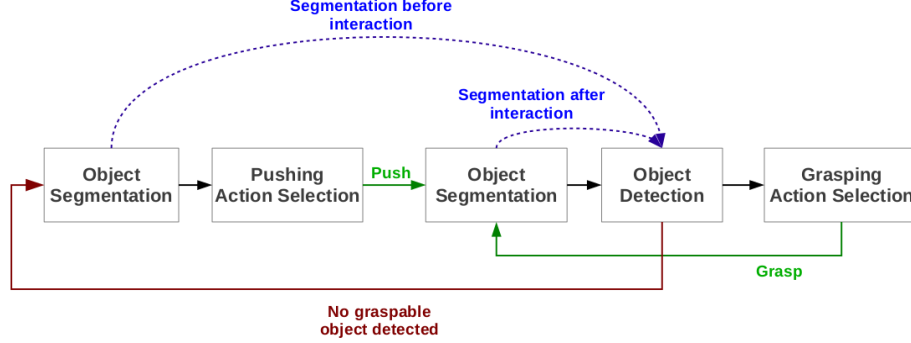 Segmentation before
interaction
Segmentation after
interaction
Object
Segmentation
Pushing
Action Selection
Push
Object
Segmentation
Object
Detection
Grasping
Action Selection
Grasp
No graspable
object detected